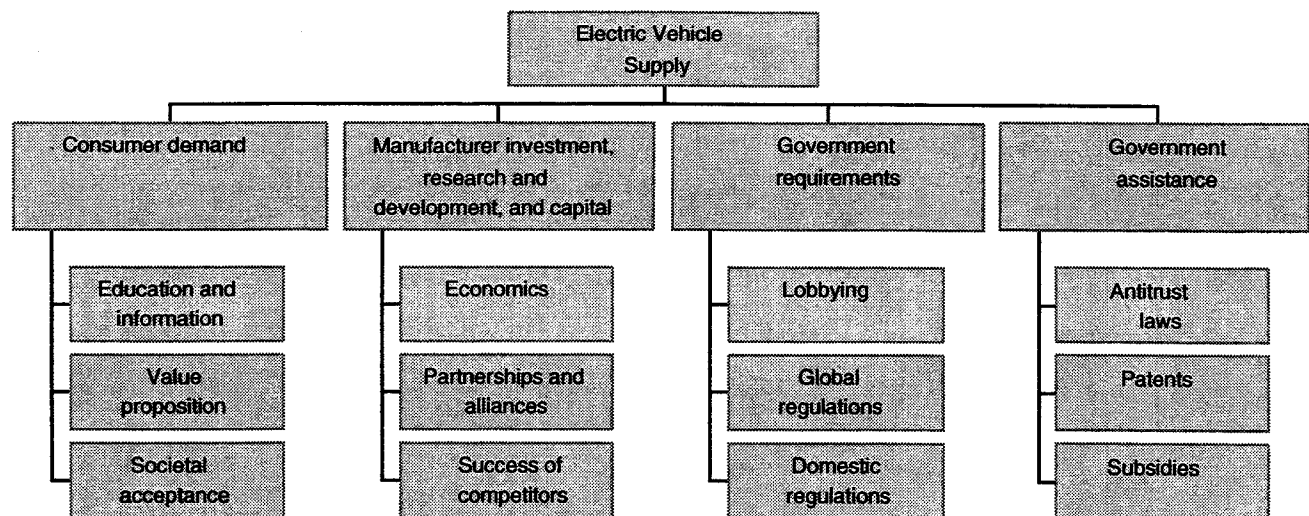 Electric Vehicle
Supply
Consumer demand
Manufacturer investment,
research and
development, and capital
Government
requirements
Government
assistance
Education and
information
Value
proposition
Societal
acceptance
Economics
Partnerships and
alliances
Success of
competitors
Lobbying
Global
regulations
Domestic
regulations
Antitrust
laws
Patents
Subsidies